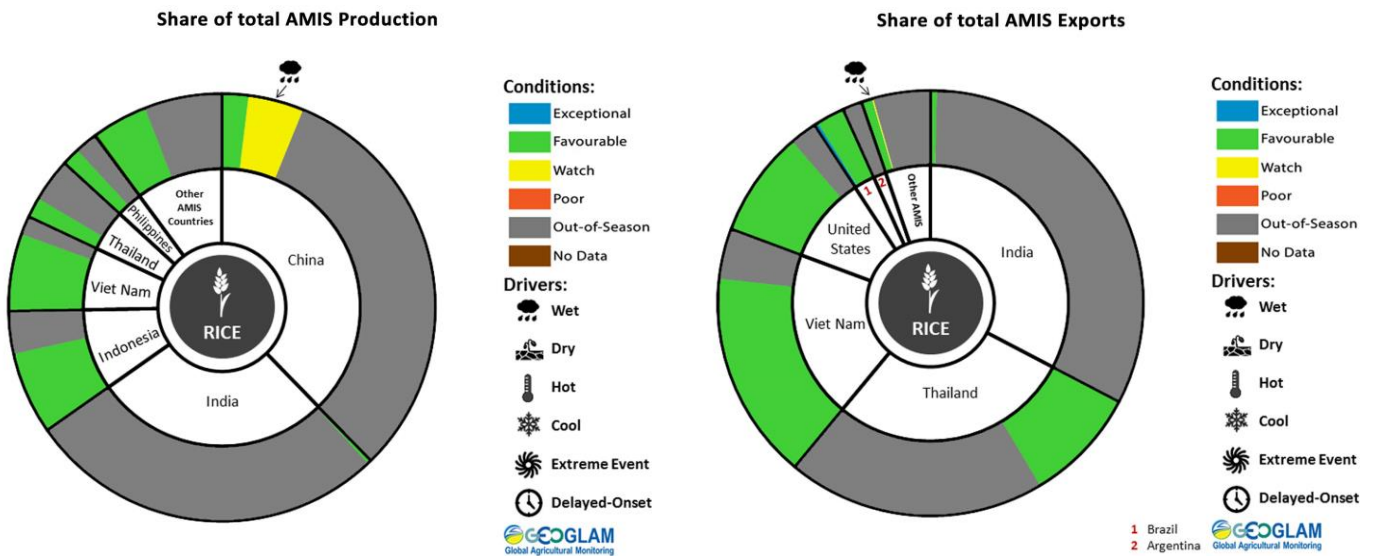 Share of total AMIS Production
China
India
Indonesia
Viet Nam
Thailand
Philippines
Other
AMIS
Countries
RICE
Conditions:
Exceptional
Favourable
Watch
Poor
Out-of-Season
No Data
Drivers:
Wet
Dry
Hot
Cool
Extreme Event
Delayed-Onset
GEOGLAM
Global Agricultural Monitoring
Share of total AMIS Exports
India
Thailand
Viet Nam
United
States
1
2
Other AMIS
RICE
Conditions:
Exceptional
Favourable
Watch
Poor
Out-of-Season
No Data
Drivers:
Wet
Dry
Hot
Cool
Extreme Event
Delayed-Onset
1 Brazil
2 Argentina
GEOGLAM
Global Agricultural Monitoring